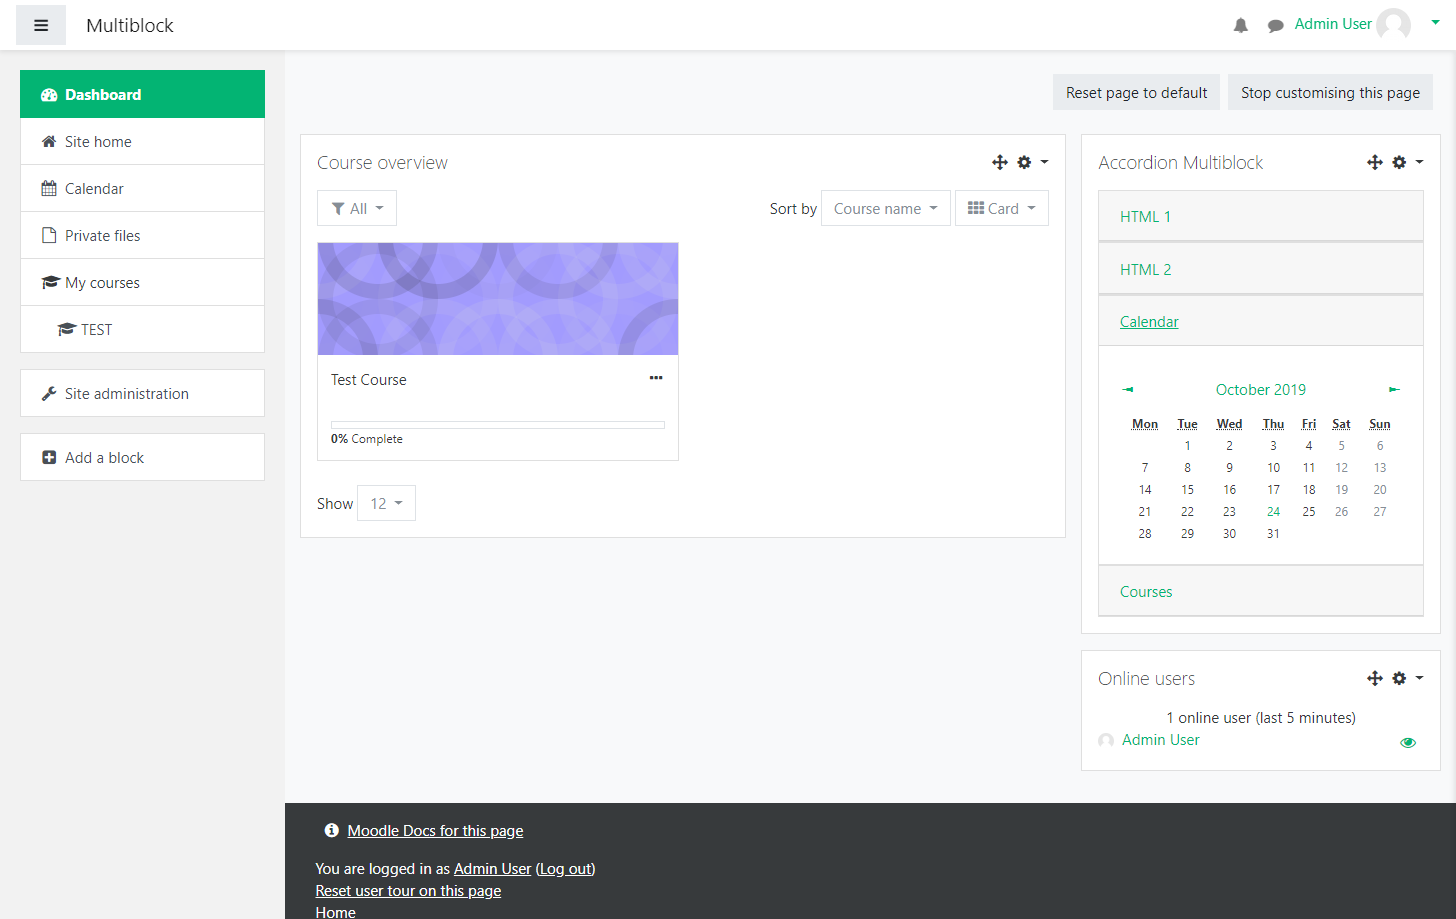 Multiblock
Admin User
Dashboard
Site home
Calendar
Private files
My courses
TEST
Site administration
Add a block
Reset page to default
Stop customising this page
Course overview
All
Sort by Course name Card
Test Course
0% Complete
Show 12
Accordion Multiblock
HTML 1
HTML 2
Calendar
October 2019
Mon Tue Wed Thu Fri Sat Sun
1 2 3 4 5 6
7 8 9 10 11 12 13
14 15 16 17 18 19 20
21 22 23 24 25 26 27
28 29 30 31
Courses
Online users
1 online user (last 5 minutes)
Admin User
Moodle Docs for this page
You are logged in as Admin User (Log out)
Reset user tour on this page
Home